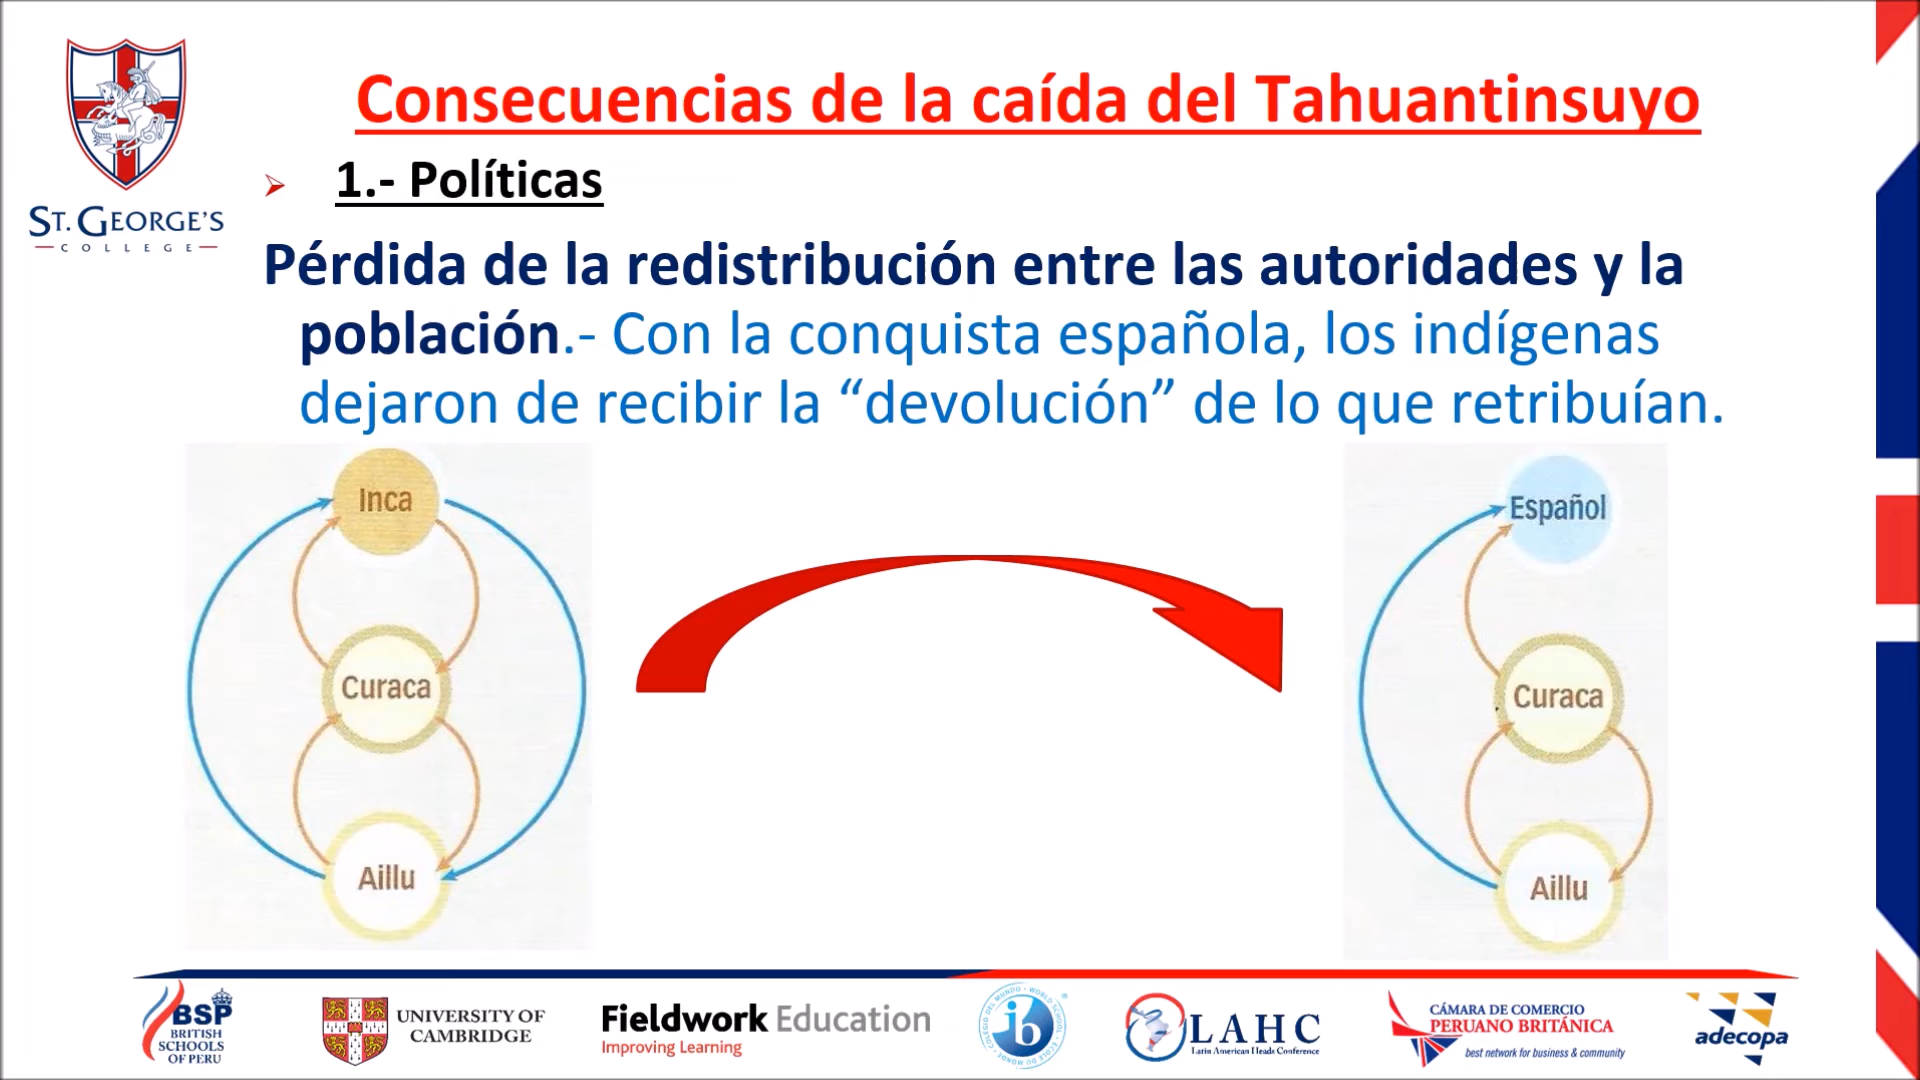 Consecuencias de la caída del Tahuantinsuyo
ST. GEORGE'S
COLLEGE
1.- Políticas
Pérdida de la redistribución entre las autoridades y la
población.- Con la conquista española, los indígenas
dejaron de recibir la “devolución” de lo que retribuían.
Inca
Curaca
Aillu
Español
Curaca
Aillu
BSP
BRITISH
SCHOOLS
OF PERU
UNIVERSITY OF
CAMBRIDGE
Fieldwork Education
Improving Learning
ib
LAHC
Latin American Heads Conference
CÁMARA DE COMERCIO
PERUANO BRITÁNICA
best network for business & community
adecopa